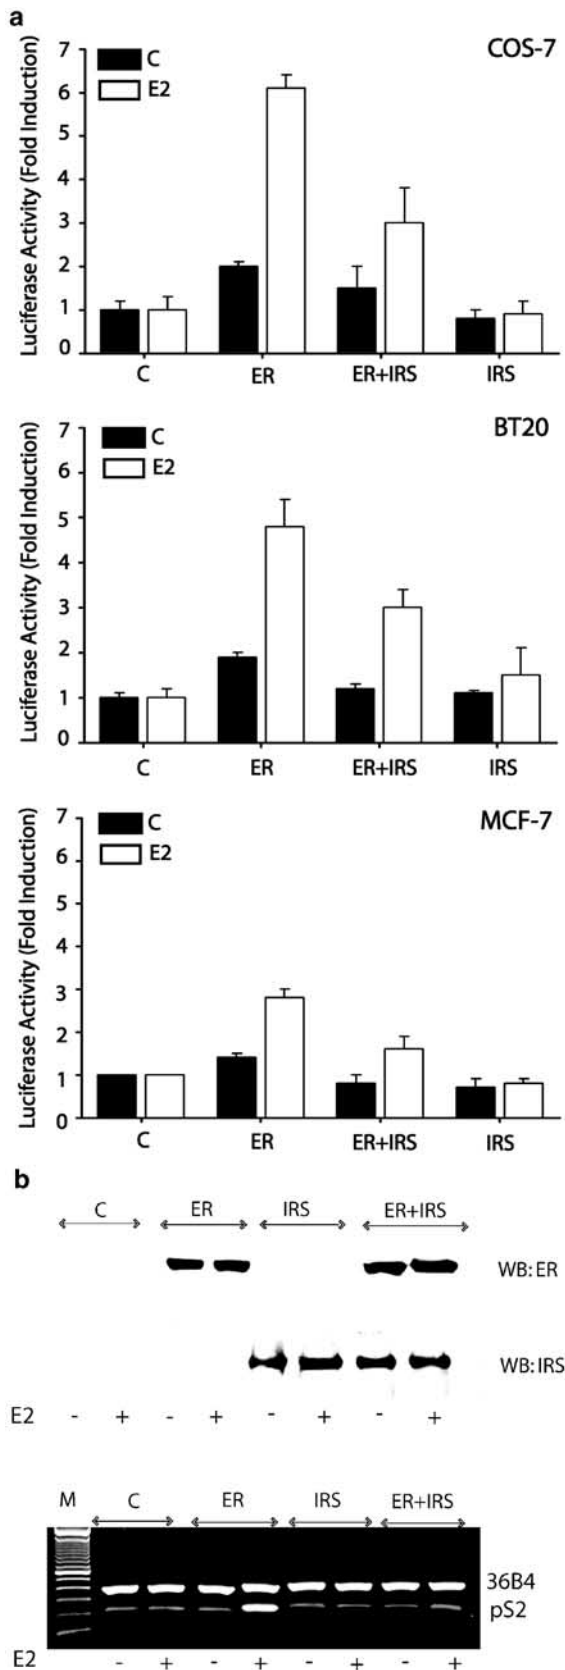 a
COS-7
C
E2
Luciferase Activity (Fold Induction)
7
6
5
4
3
2
1
0
C ER ER+IRS IRS
BT20
C
E2
Luciferase Activity (Fold Induction)
7
6
5
4
3
2
1
0
C ER ER+IRS IRS
MCF-7
C
E2
Luciferase Activity (Fold Induction)
7
6
5
4
3
2
1
0
C ER ER+IRS IRS
b
C ER IRS ER+IRS
WB: ER
WB: IRS
E2 - + - + - + - +
M C ER IRS ER+IRS
36B4
pS2
E2 - + - + - + - +